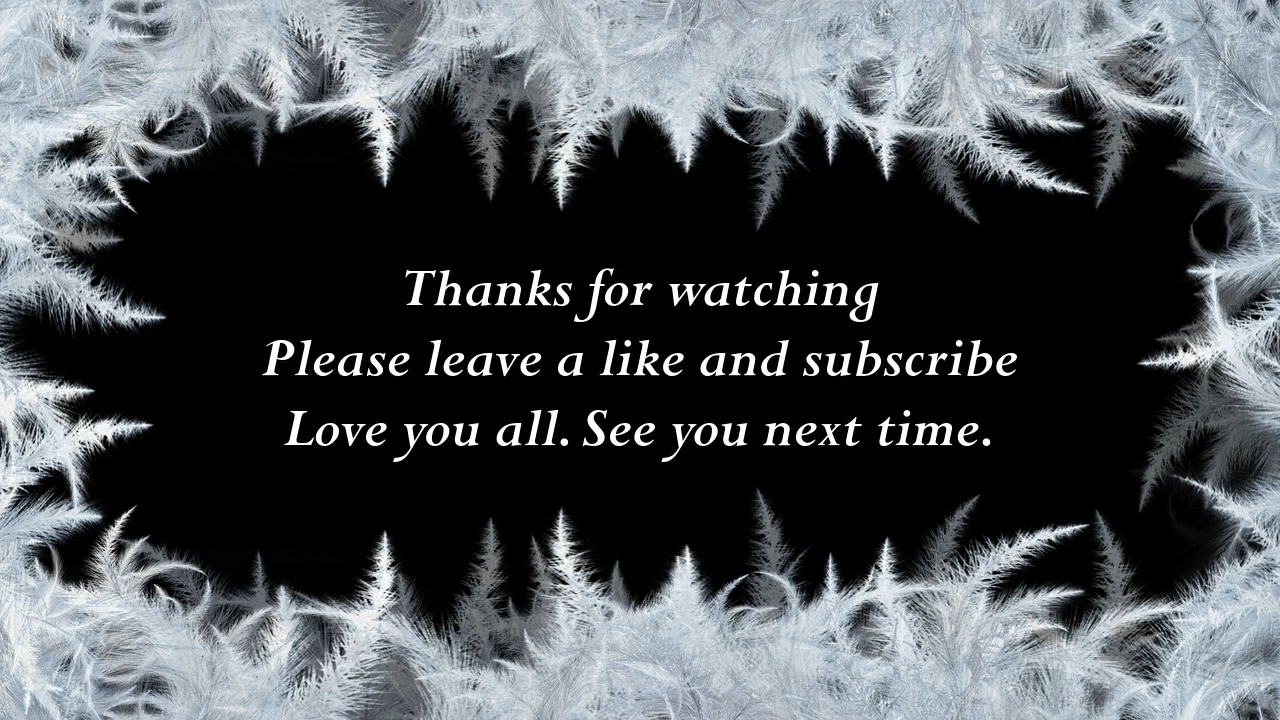 Thanks for watching
Please leave a like and subscribe
Love you all. See you next time.